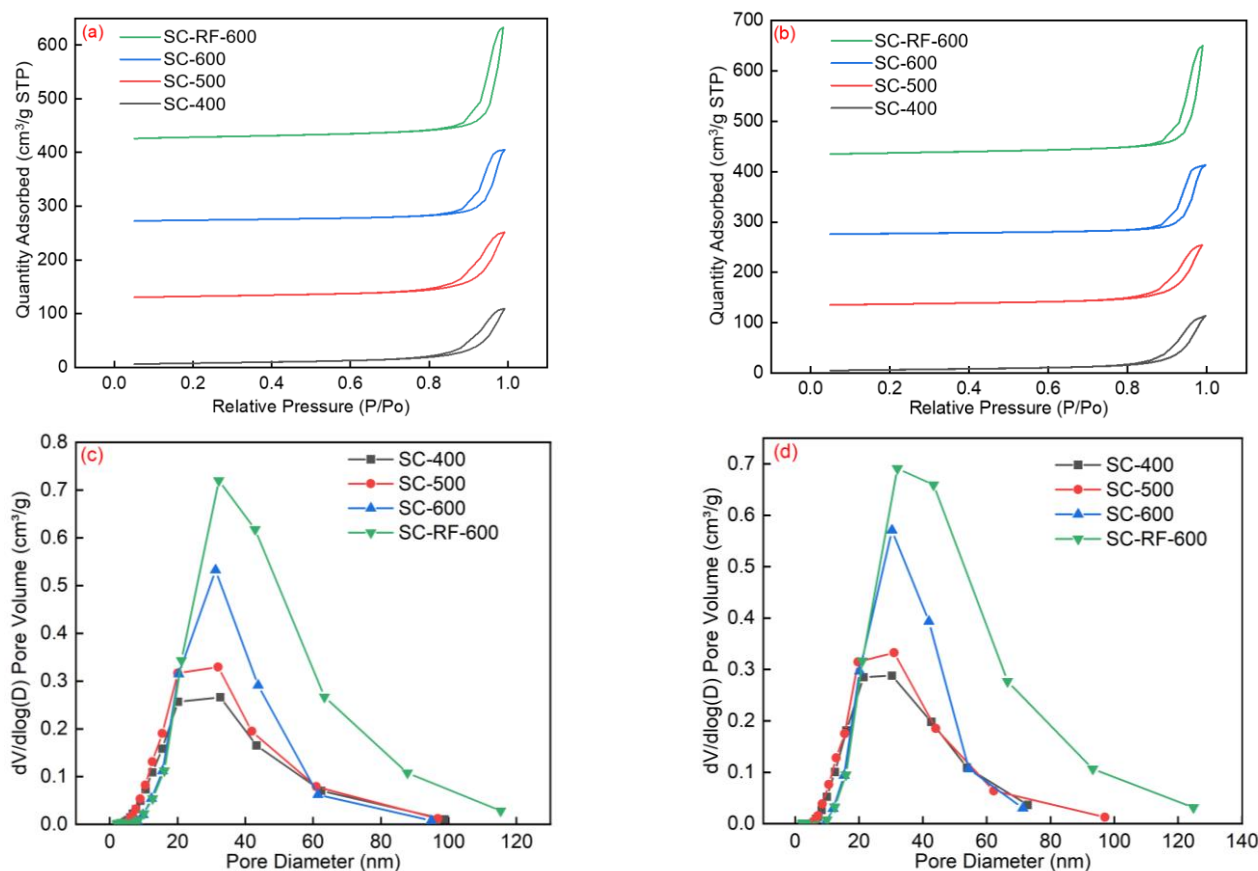 (a)
SC-RF-600
SC-600
SC-500
SC-400
Quantity Adsorbed (cm³/g STP)
600
500
400
300
200
100
0
0.0 0.2 0.4 0.6 0.8 1.0
Relative Pressure (P/Po)
(b)
SC-RF-600
SC-600
SC-500
SC-400
Quantity Adsorbed (cm³/g STP)
700
600
500
400
300
200
100
0
0.0 0.2 0.4 0.6 0.8 1.0
Relative Pressure (P/Po)
(c)
SC-400
SC-500
SC-600
SC-RF-600
dV/dlog(D) Pore Volume (cm³/g)
0.8
0.7
0.6
0.5
0.4
0.3
0.2
0.1
0.0
0 20 40 60 80 100 120
Pore Diameter (nm)
(d)
SC-400
SC-500
SC-600
SC-RF-600
dV/dlog(D) Pore Volume (cm³/g)
0.7
0.6
0.5
0.4
0.3
0.2
0.1
0.0
0 20 40 60 80 100 120 140
Pore Diameter (nm)